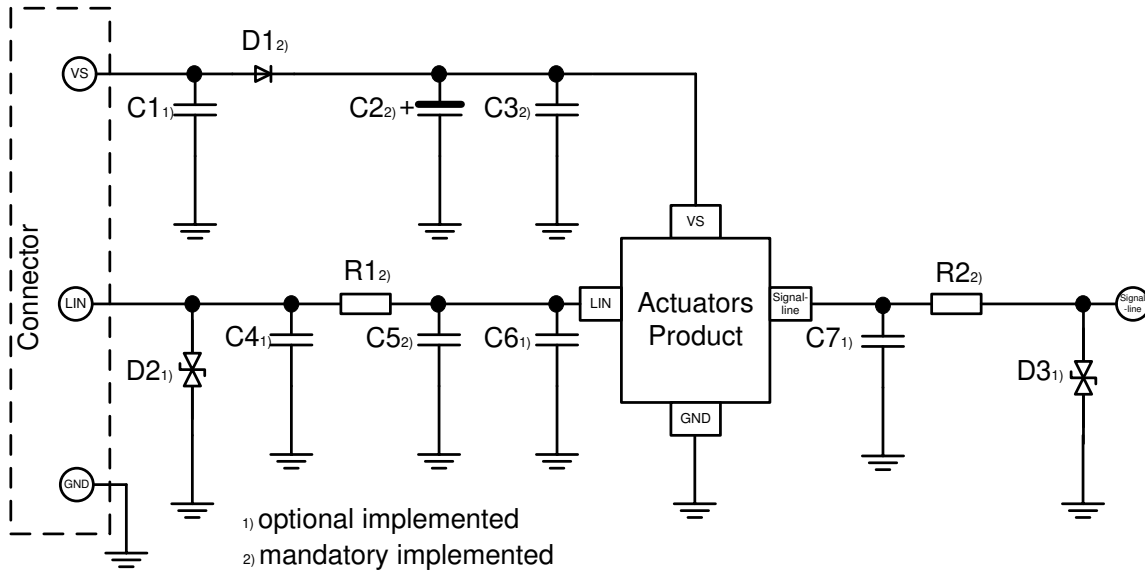 D1 2)
VS
C1 1)
C2 2) +
C3 2)
VS
Connector
LIN
R1 2)
LIN
Actuators
Product
Signal-
line
R2 2)
Signal
-line
C4 1)
C5 2)
C6 1)
C7 1)
D2 1)
D3 1)
GND
GND
1) optional implemented
2) mandatory implemented